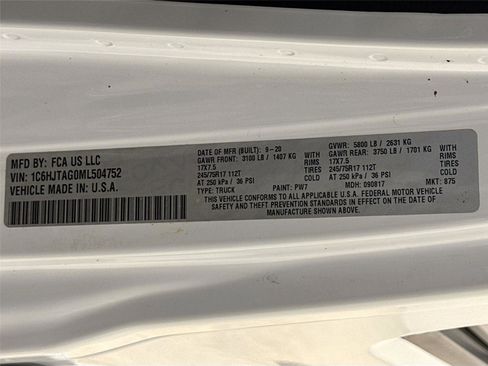 MFD BY: FCA US LLC
VIN: 1C6HJTAG0ML504752
VEHICLE MADE IN: U.S.A.
DATE OF MFR (BUILT): 9-20 GVWR: 5800 LB / 2631 KG
GAWR FRONT: 3100 LB / 1407 KG WITH GAWR REAR: 3750 LB / 1701 KG WITH
17X7.5 RIMS 17X7.5 RIMS
245/75R17 112T TIRES 245/75R17 112T TIRES
AT 250 kPa / 36 PSI COLD AT 250 kPa / 36 PSI COLD
TYPE: TRUCK PAINT: PW7 MDH: 090817 MKT: 875
*THIS VEHICLE CONFORMS TO ALL APPLICABLE U.S.A. FEDERAL MOTOR VEHICLE
SAFETY AND THEFT PREVENTION STANDARDS IN EFFECT ON THE DATE OF
MANUFACTURE SHOWN ABOVE.